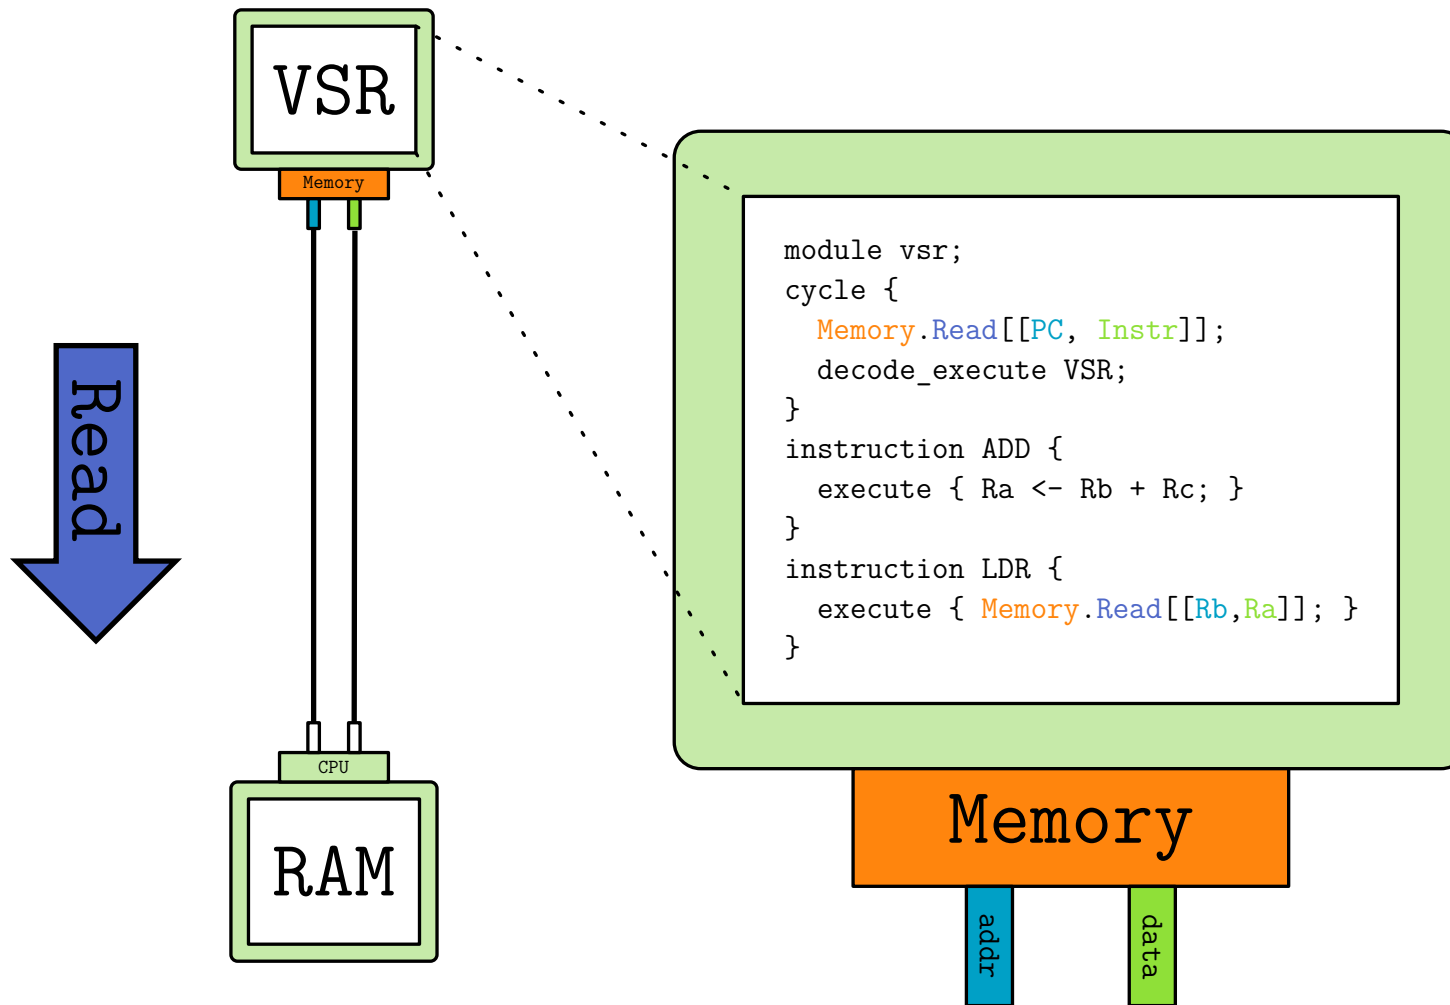 VSR
Memory
Read
CPU
RAM
module vsr;
cycle {
  Memory.Read[[PC, Instr]];
  decode_execute VSR;
}
instruction ADD {
  execute { Ra <- Rb + Rc; }
}
instruction LDR {
  execute { Memory.Read[[Rb,Ra]]; }
}
Memory
addr
data